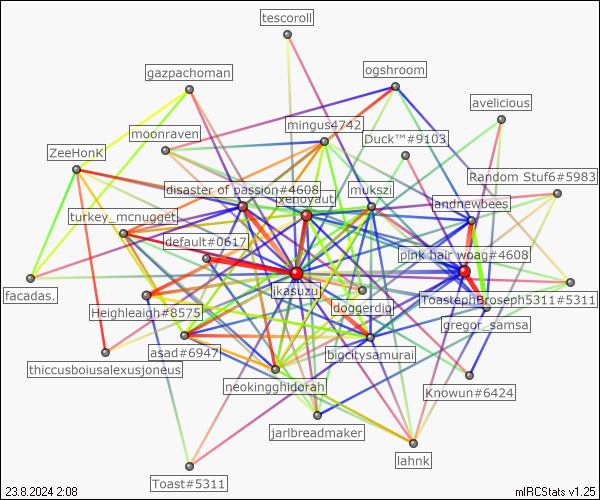 tescoroll
gazpachoman
ogshroom
avelicious
mingus4742
moonraven
Duck™#9103
ZeeHonK
Random Stuf6#5983
disaster of passion#4608
mukszi
xenoyaut
landnewbees
turkey_mcnugget
default#0617
pink hair woag#4608
facadas.
ikasuzu
ToastephBroseph5311#5311
Heighleaigh#8575
doggerdigi
gregor_samsa
asad#6947
bigcitysamurai
thiccusboiusalexusjoneus
neokingghidorah
Knowun#6424
jarlbreadmaker
lahnk
Toast#5311
23.8.2024 2:08
mIRCStats v1.25